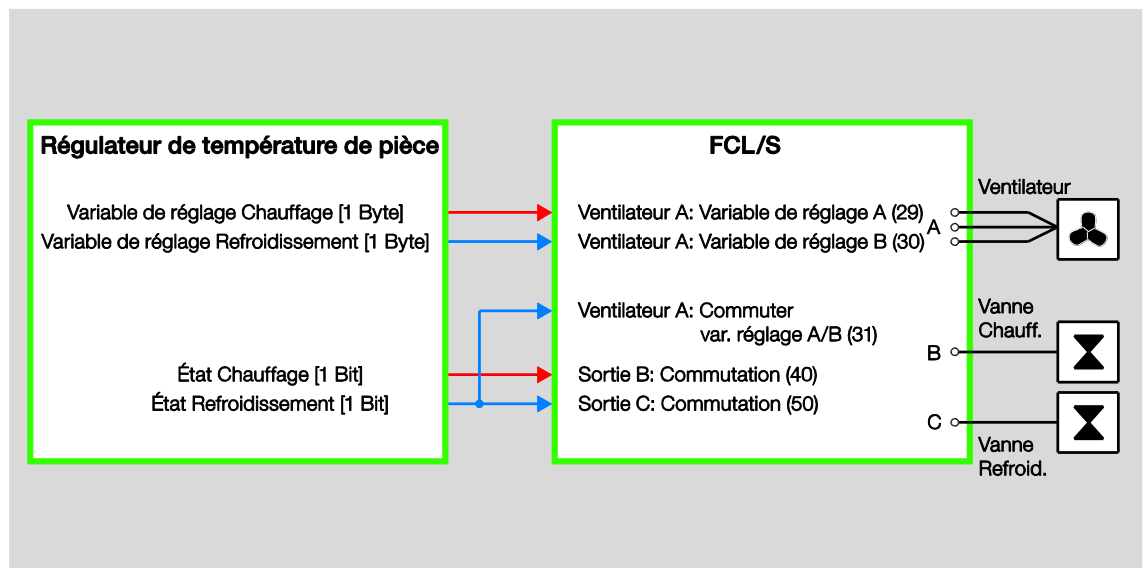 Régulateur de température de pièce
Variable de réglage Chauffage [1 Byte]
Variable de réglage Refroidissement [1 Byte]
État Chauffage [1 Bit]
État Refroidissement [1 Bit]
FCL/S
Ventilateur A: Variable de réglage A (29)
Ventilateur A: Variable de réglage B (30)
Ventilateur A: Commuter
var. réglage A/B (31)
Sortie B: Commutation (40)
Sortie C: Commutation (50)
A
B
C
Ventilateur
Vanne
Chauff.
Vanne
Refroid.